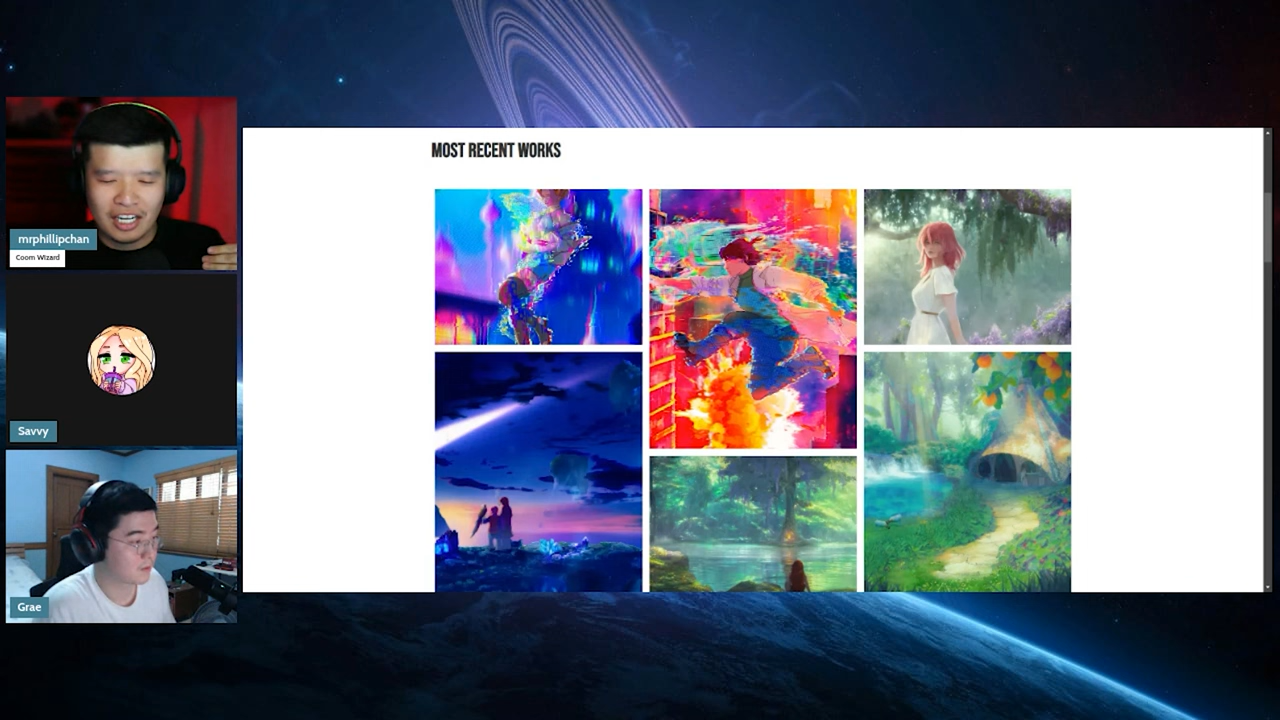 MOST RECENT WORKS
mrphillipchan
Coom Wizard
Savvy
Grae